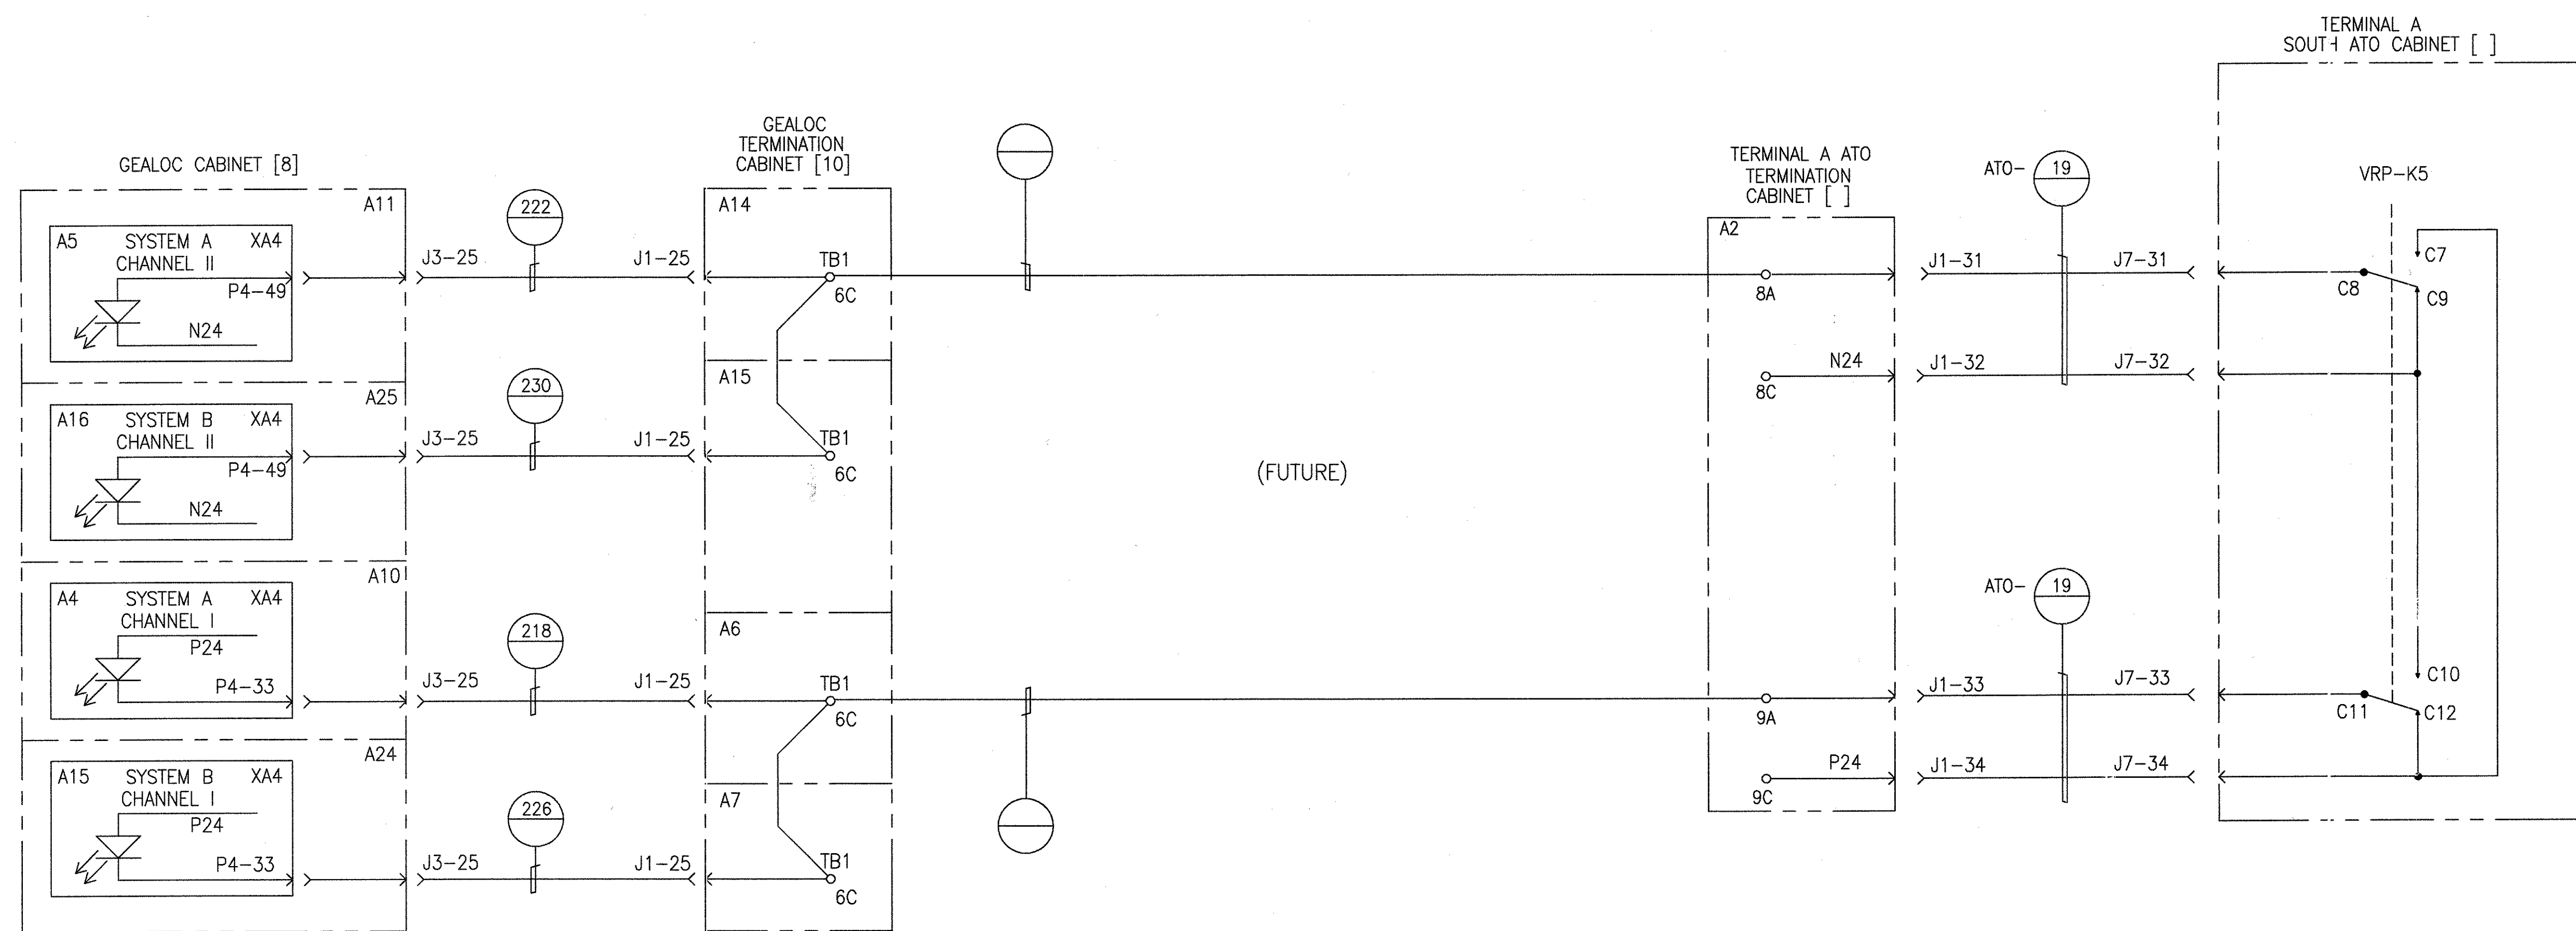 TERMINAL A
SOUTH ATO CABINET [ ]
GEALOC
TERMINATION
CABINET [10]
GEALOC CABINET [8]
TERMINAL A ATO
TERMINATION
CABINET [ ]
ATO- 19
VRP-K5
A11
222
A14
A2
A5 SYSTEM A XA4
CHANNEL II
P4-49
N24
J3-25
J1-25
TB1
6C
8A
J1-31
J7-31
C7
C8
C9
A25
230
A15
N24
8C
J1-32
J7-32
A16 SYSTEM B XA4
CHANNEL II
P4-49
N24
J3-25
J1-25
TB1
6C
(FUTURE)
A10
218
A6
ATO- 19
A4 SYSTEM A XA4
CHANNEL I
P24
P4-33
J3-25
J1-25
TB1
6C
9A
J1-33
J7-33
C10
C11
C12
A24
226
A7
P24
9C
J1-34
J7-34
A15 SYSTEM B XA4
CHANNEL I
P24
P4-33
J3-25
J1-25
TB1
6C